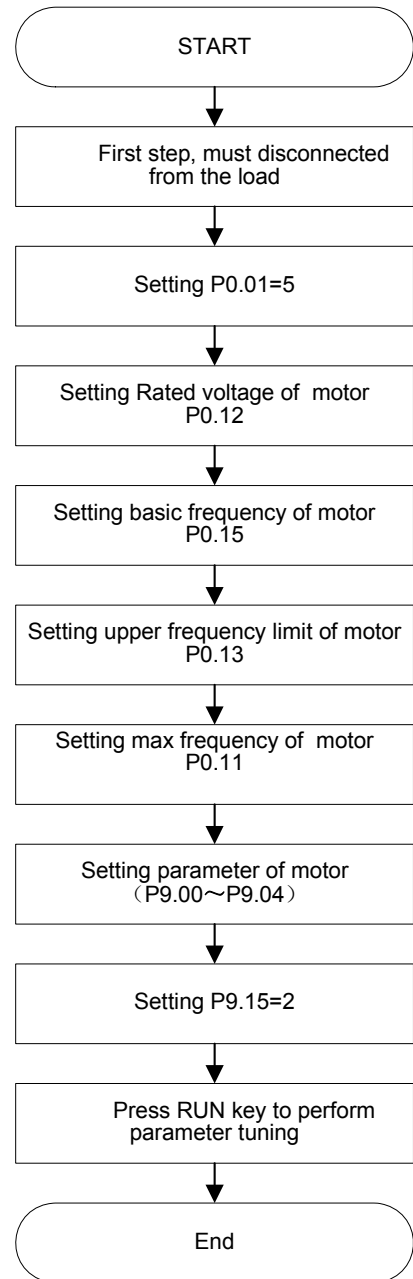 START
First step, must disconnected
from the load
Setting P0.01=5
Setting Rated voltage of motor
P0.12
Setting basic frequency of motor
P0.15
Setting upper frequency limit of motor
P0.13
Setting max frequency of motor
P0.11
Setting parameter of motor
（P9.00～P9.04）
Setting P9.15=2
Press RUN key to perform
parameter tuning
End